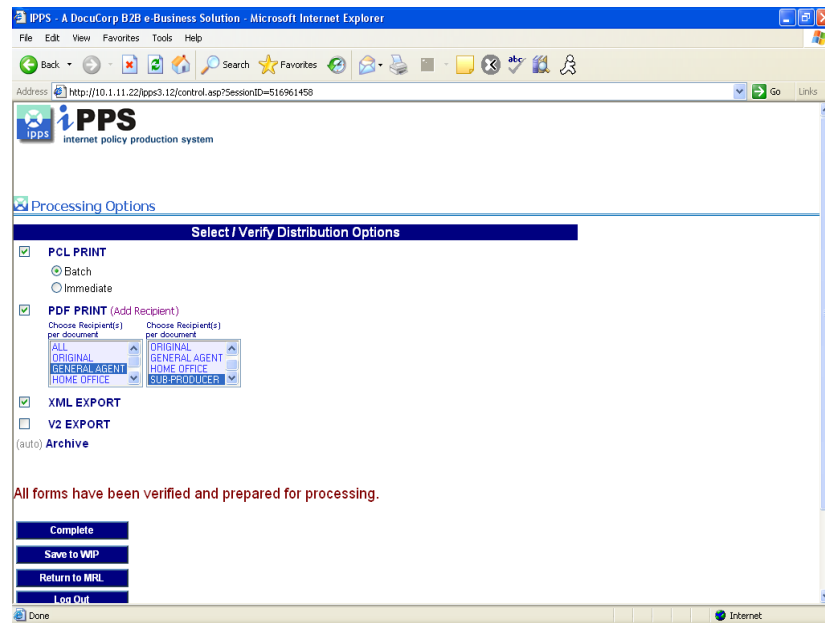 IPPS - A DocuCorp B2B e-Business Solution - Microsoft Internet Explorer
File Edit View Favorites Tools Help
Back Search Favorites
Address http://10.1.11.22/ipps3.12/control.asp?SessionID=516961458 Go Links
ipps iPPS
internet policy production system
Processing Options
Select / Verify Distribution Options
PCL PRINT
Batch
Immediate
PDF PRINT (Add Recipient)
Choose Recipient(s) Choose Recipient(s)
per document per document
ALL ORIGINAL
ORIGINAL GENERAL AGENT
GENERAL AGENT HOME OFFICE
HOME OFFICE SUB-PRODUCER
XML EXPORT
V2 EXPORT
(auto) Archive
All forms have been verified and prepared for processing.
Complete
Save to WIP
Return to MRL
Log Out
Done Internet